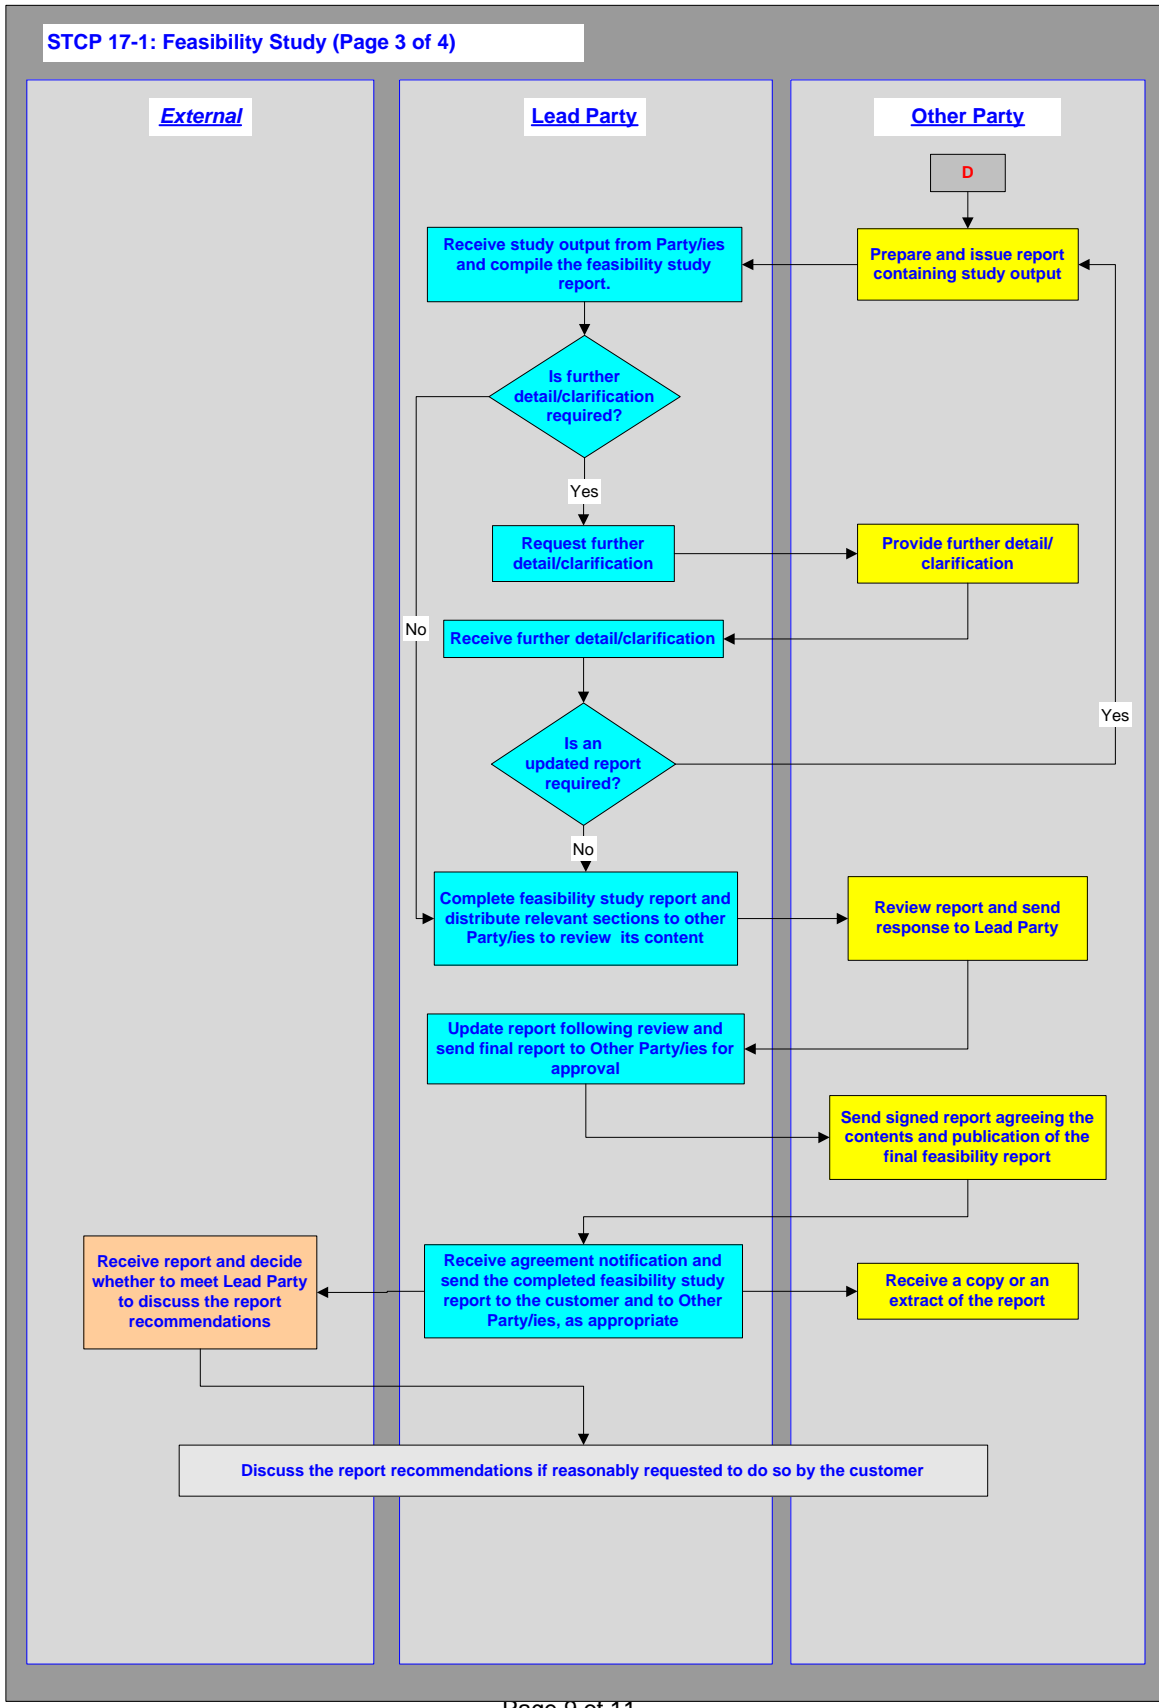 STCP 17-1: Feasibility Study (Page 3 of 4)
External
Lead Party
Other Party
D
Receive study output from Party/ies
and compile the feasibility study
report.
Prepare and issue report
containing study output
Is further
detail/clarification
required?
Yes
Request further
detail/clarification
Provide further detail/
clarification
No
Receive further detail/clarification
Yes
Is an
updated report
required?
No
Complete feasibility study report and
distribute relevant sections to other
Party/ies to review its content
Review report and send
response to Lead Party
Update report following review and
send final report to Other Party/ies for
approval
Send signed report agreeing the
contents and publication of the
final feasibility report
Receive report and decide
whether to meet Lead Party
to discuss the report
recommendations
Receive agreement notification and
send the completed feasibility study
report to the customer and to Other
Party/ies, as appropriate
Receive a copy or an
extract of the report
Discuss the report recommendations if reasonably requested to do so by the customer
Page 9 of 11